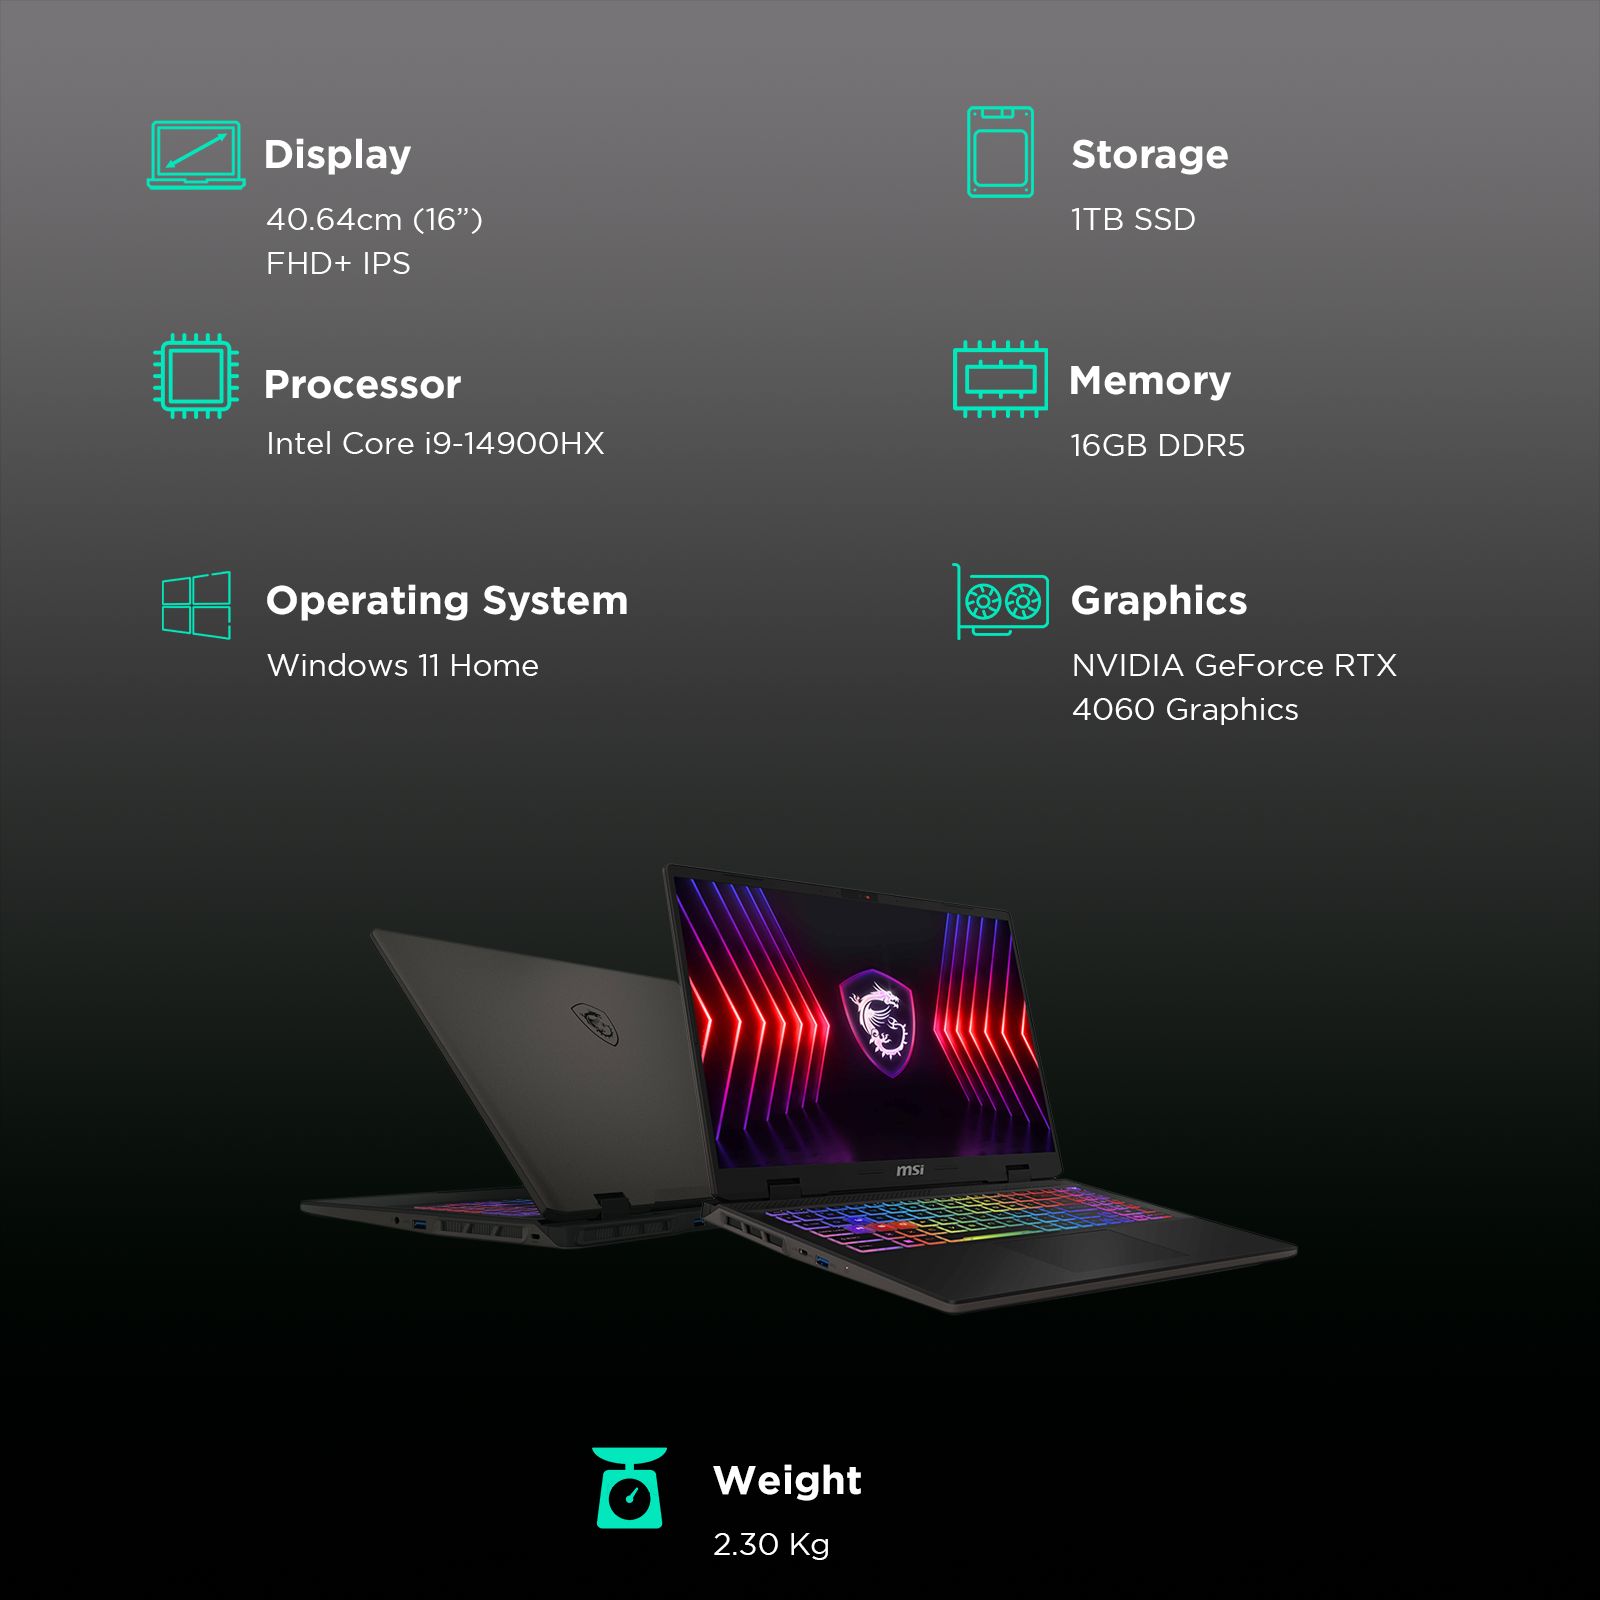 Display
40.64cm (16”)
FHD+ IPS
Storage
1TB SSD
Processor
Intel Core i9-14900HX
Memory
16GB DDR5
Operating System
Windows 11 Home
Graphics
NVIDIA GeForce RTX
4060 Graphics
msi
Weight
2.30 Kg